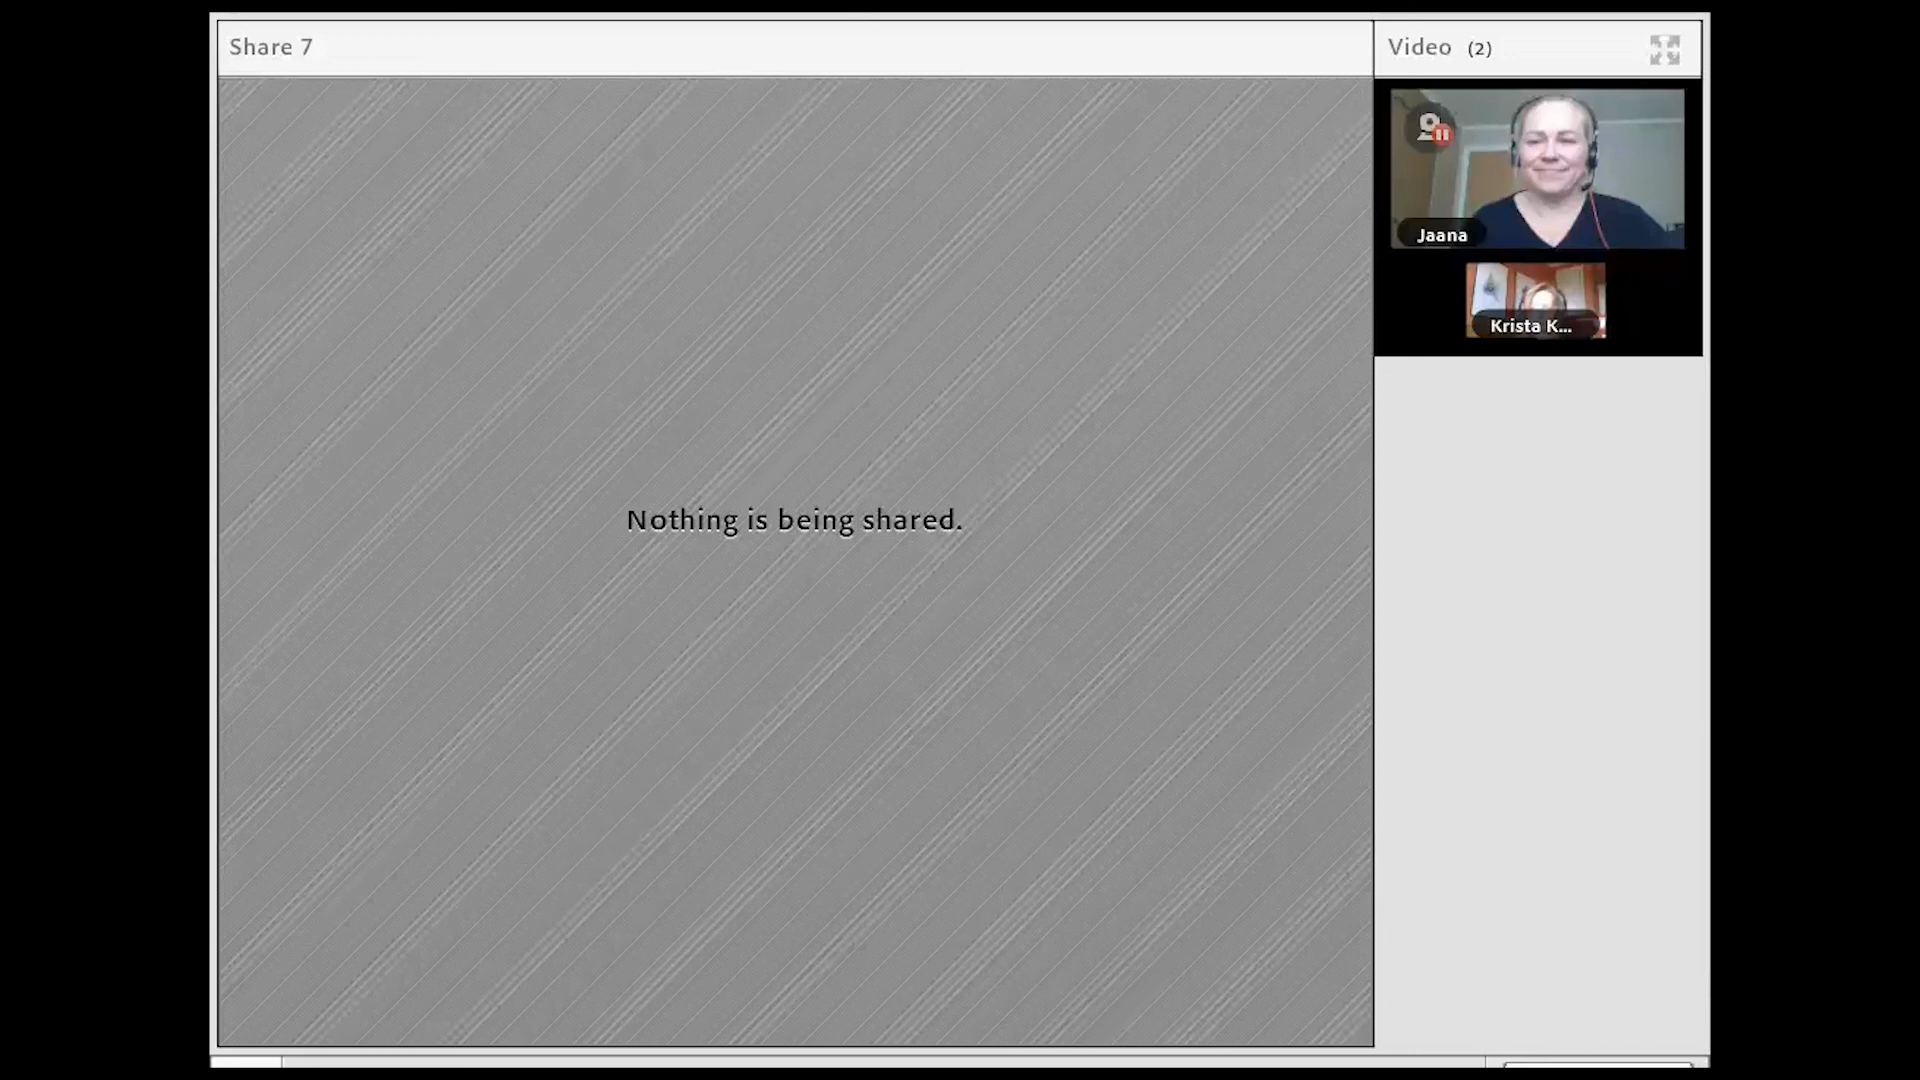 Share 7
Video (2)
Jaana
Krista K...
Nothing is being shared.